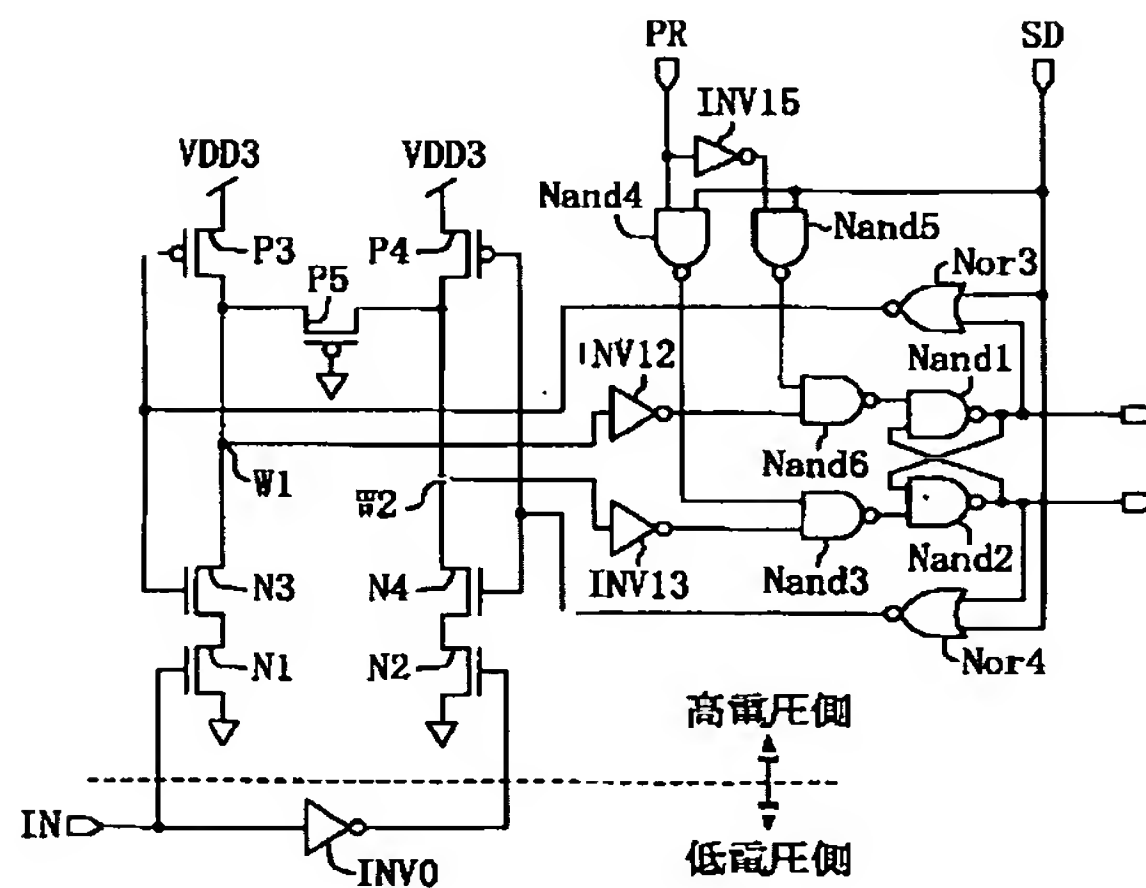 PR
SD
INV15
VDD3
VDD3
Nand4
Nand5
P3
P4
P5
Nor3
INV12
Nand1
W1
Nand6
W2
Nand2
N3
N4
INV13
Nand3
N1
N2
Nor4
高電圧側
IN
低電圧側
INV0